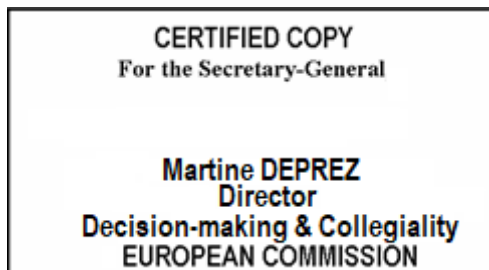 CERTIFIED COPY
For the Secretary-General
Martine DEPREZ
Director
Decision-making & Collegiality
EUROPEAN COMMISSION